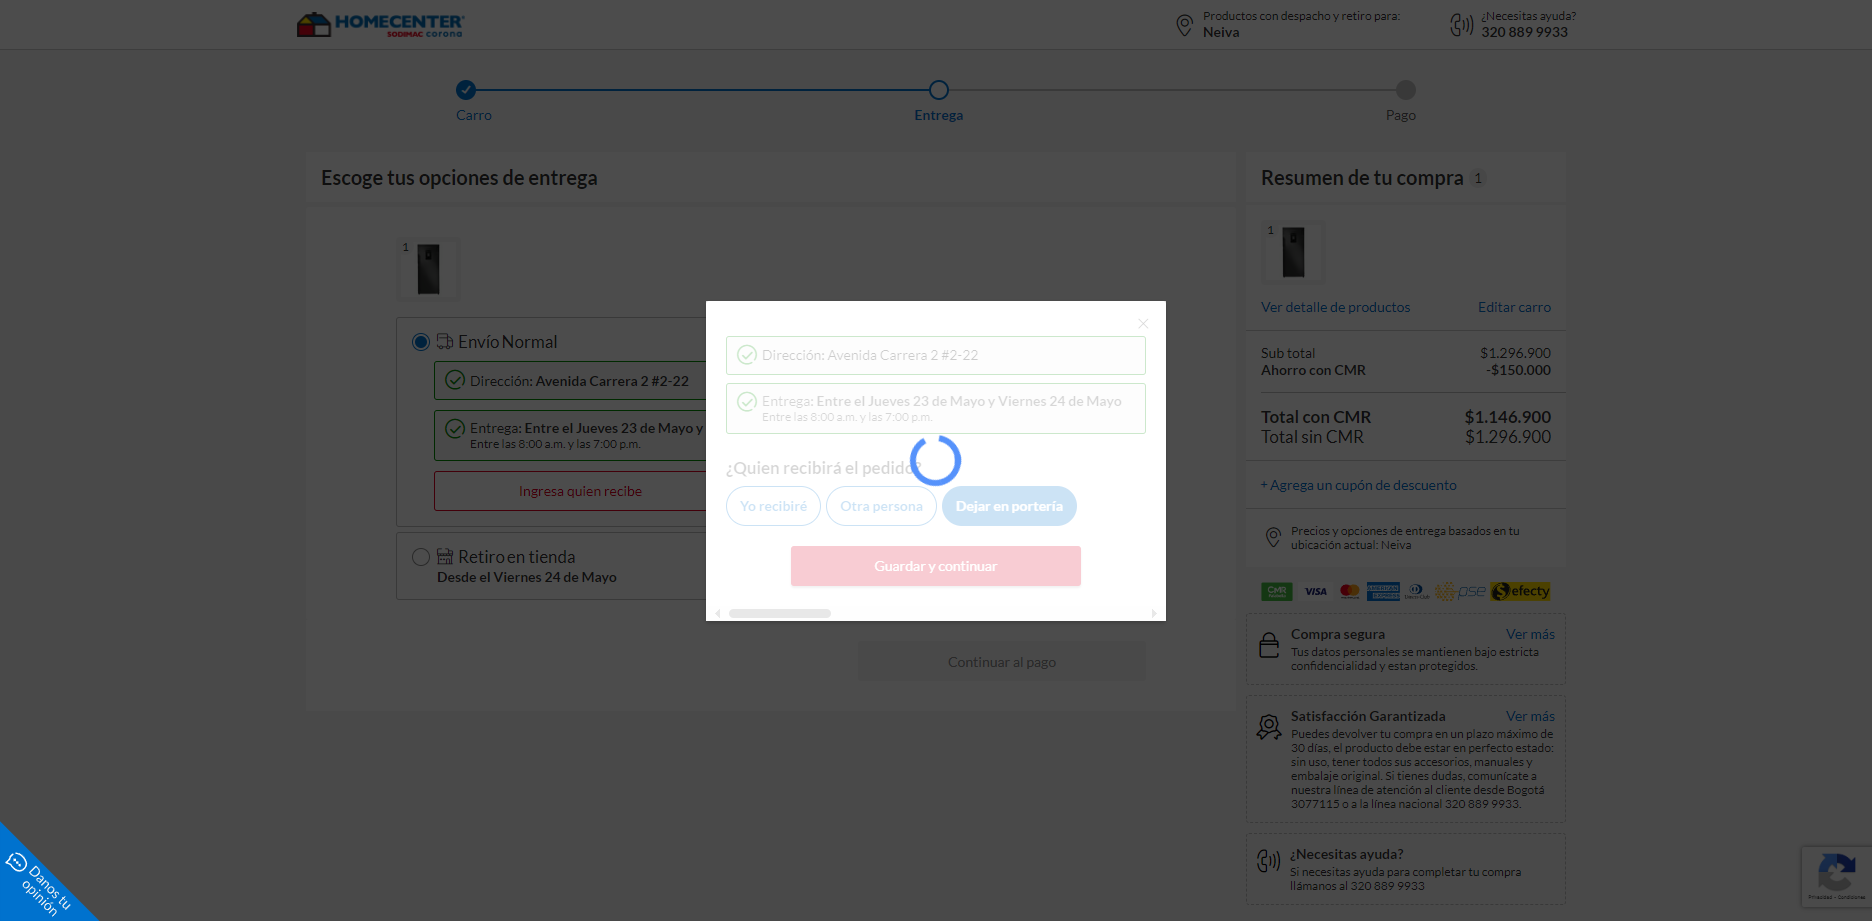 HOMECENTER
SODIMAC corona
Productos con despacho y retiro para:
Neiva
¿Necesitas ayuda?
320 889 9933
Carro
Entrega
Pago
Escoge tus opciones de entrega
1
Envío Normal
Dirección: Avenida Carrera 2 #2-22
Entrega: Entre el Jueves 23 de Mayo y
Entre las 8:00 a.m. y las 7:00 p.m.
Ingresa quien recibe
Retiro en tienda
Desde el Viernes 24 de Mayo
Dirección: Avenida Carrera 2 #2-22
Entrega: Entre el Jueves 23 de Mayo y Viernes 24 de Mayo
Entre las 8:00 a.m. y las 7:00 p.m.
¿Quien recibirá el pedido?
Yo recibiré
Otra persona
Dejar en portería
Guardar y continuar
Continuar al pago
Resumen de tu compra 1
1
Ver detalle de productos
Editar carro
Sub total $1.296.900
Ahorro con CMR -$150.000
Total con CMR $1.146.900
Total sin CMR $1.296.900
+ Agrega un cupón de descuento
Precios y opciones de entrega basados en tu
ubicación actual: Neiva
CMR VISA pse efecty
Compra segura Ver más
Tus datos personales se mantienen bajo estricta
confidencialidad y estan protegidos.
Satisfacción Garantizada Ver más
Puedes devolver tu compra en un plazo máximo de
30 días, el producto debe estar en perfecto estado:
sin uso, tener todos sus accesorios, manuales y
embalaje original. Si tienes dudas, comunícate a
nuestra línea de atención al cliente desde Bogotá
3077115 o a la línea nacional 320 889 9933.
¿Necesitas ayuda?
Si necesitas ayuda para completar tu compra
llámanos al 320 889 9933
Danos tu
opinión
Privacidad - Condiciones